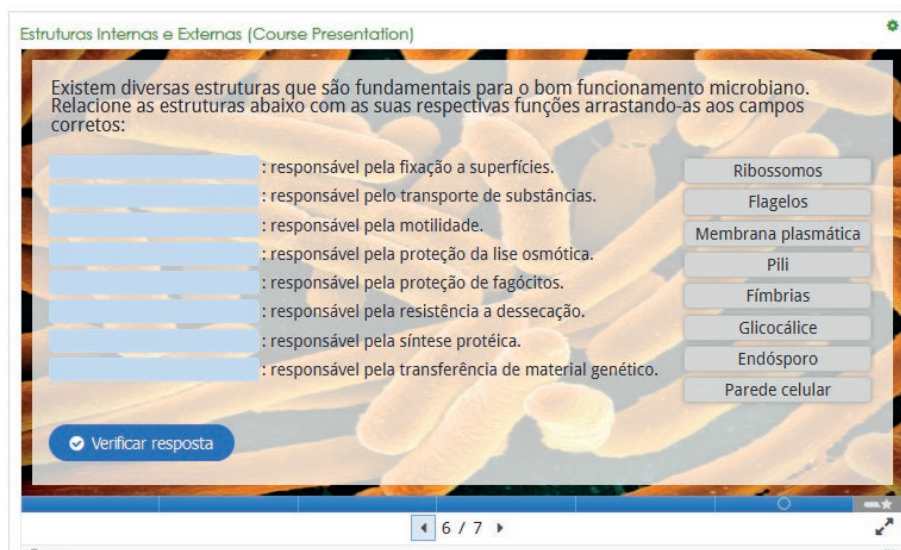 Estruturas Internas e Externas (Course Presentation)
Existem diversas estruturas que são fundamentais para o bom funcionamento microbiano.
Relacione as estruturas abaixo com as suas respectivas funções arrastando-as aos campos
corretos:
: responsável pela fixação a superfícies.
: responsável pelo transporte de substâncias.
: responsável pela motilidade.
: responsável pela proteção da lise osmótica.
: responsável pela proteção de fagócitos.
: responsável pela resistência a dessecação.
: responsável pela síntese protéica.
: responsável pela transferência de material genético.
Ribossomos
Flagelos
Membrana plasmática
Pili
Fímbrias
Glicocálice
Endósporo
Parede celular
Verificar resposta
6 / 7